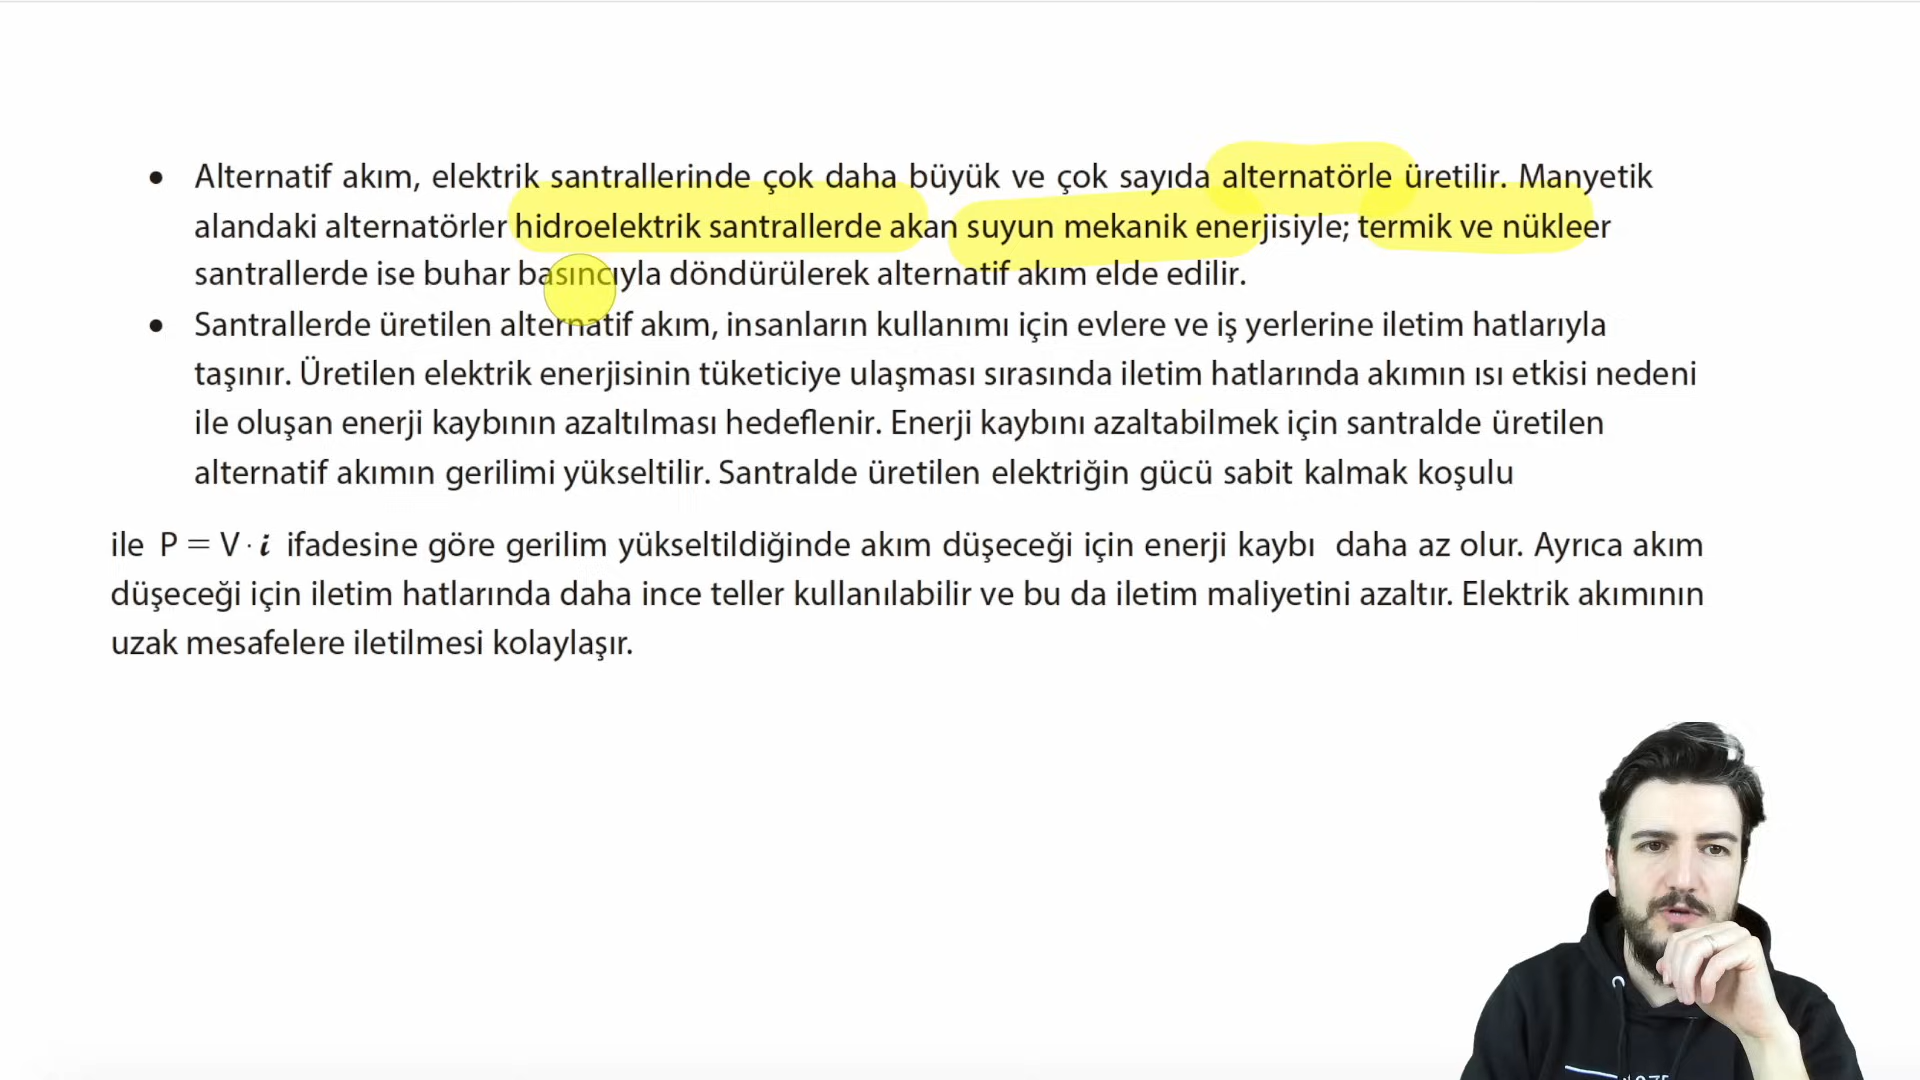 • Alternatif akım, elektrik santrallerinde çok daha büyük ve çok sayıda alternatörle üretilir. Manyetik
alandaki alternatörler hidroelektrik santrallerde akan suyun mekanik enerjisiyle; termik ve nükleer
santrallerde ise buhar basıncıyla döndürülerek alternatif akım elde edilir.
• Santrallerde üretilen alternatif akım, insanların kullanımı için evlere ve iş yerlerine iletim hatlarıyla
taşınır. Üretilen elektrik enerjisinin tüketiciye ulaşması sırasında iletim hatlarında akımın ısı etkisi nedeni
ile oluşan enerji kaybının azaltılması hedeflenir. Enerji kaybını azaltabilmek için santralde üretilen
alternatif akımın gerilimi yükseltilir. Santralde üretilen elektriğin gücü sabit kalmak koşulu
ile P = V · i ifadesine göre gerilim yükseltildiğinde akım düşeceği için enerji kaybı daha az olur. Ayrıca akım
düşeceği için iletim hatlarında daha ince teller kullanılabilir ve bu da iletim maliyetini azaltır. Elektrik akımının
uzak mesafelere iletilmesi kolaylaşır.